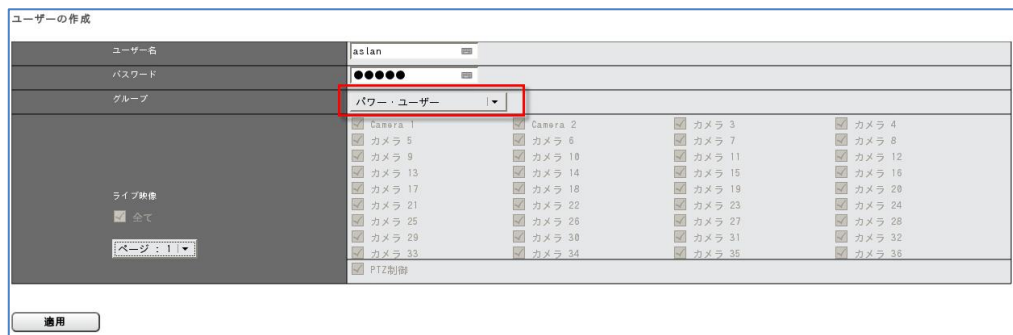 ユーザーの作成
ユーザー名 aslan
パスワード ●●●●●
グループ パワー・ユーザー
Camera 1 Camera 2 カメラ 3 カメラ 4
カメラ 5 カメラ 6 カメラ 7 カメラ 8
カメラ 9 カメラ 10 カメラ 11 カメラ 12
カメラ 13 カメラ 14 カメラ 15 カメラ 16
ライブ映像 カメラ 17 カメラ 18 カメラ 19 カメラ 20
全て カメラ 21 カメラ 22 カメラ 23 カメラ 24
カメラ 25 カメラ 26 カメラ 27 カメラ 28
ページ : 1 カメラ 29 カメラ 30 カメラ 31 カメラ 32
カメラ 33 カメラ 34 カメラ 35 カメラ 36
PTZ制御
適用